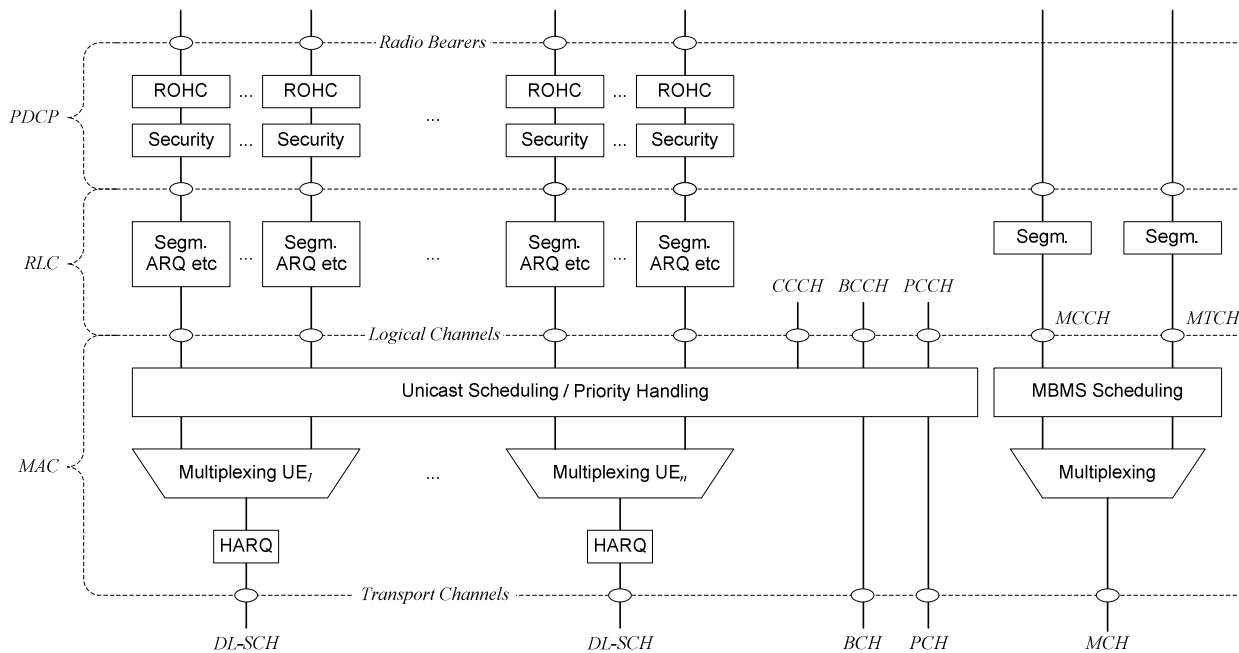 Radio Bearers
ROHC ... ROHC ROHC ... ROHC
PDCP ...
Security ... Security Security ... Security
Segm. Segm.
Segm. ARQ etc ... Segm. ARQ etc ... Segm. ARQ etc ... Segm. ARQ etc
RLC
CCCH BCCH PCCH
Logical Channels MCCH MTCH
Unicast Scheduling / Priority Handling MBMS Scheduling
MAC Multiplexing UE1 ... Multiplexing UEn Multiplexing
HARQ HARQ
Transport Channels
DL-SCH DL-SCH BCH PCH MCH